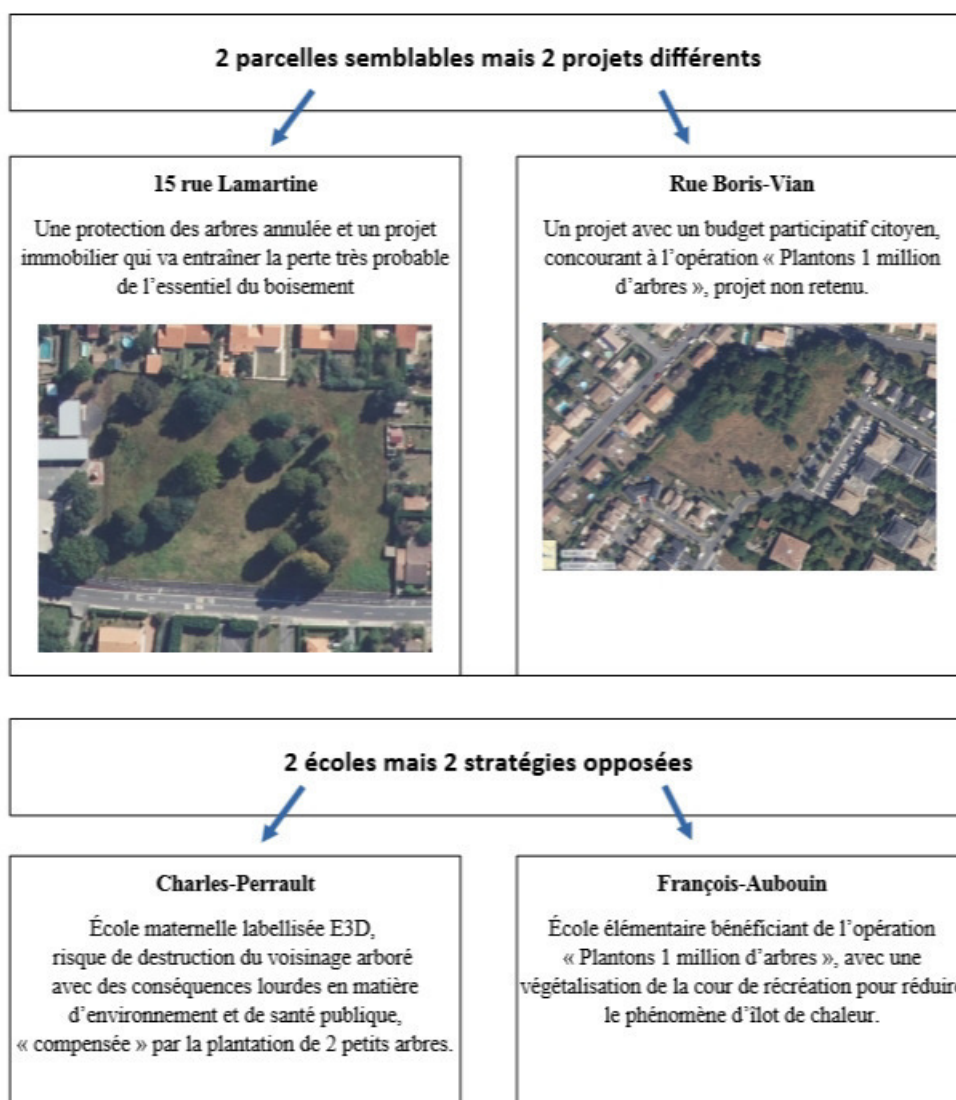 2 parcelles semblables mais 2 projets différents
15 rue Lamartine
Une protection des arbres annulée et un projet
immobilier qui va entraîner la perte très probable
de l'essentiel du boisement
Rue Boris-Vian
Un projet avec un budget participatif citoyen,
concourant à l'opération « Plantons 1 million
d'arbres », projet non retenu.
2 écoles mais 2 stratégies opposées
Charles-Perrault
École maternelle labellisée E3D,
risque de destruction du voisinage arboré
avec des conséquences lourdes en matière
d'environnement et de santé publique,
« compensée » par la plantation de 2 petits arbres.
François-Aubouin
École élémentaire bénéficiant de l'opération
« Plantons 1 million d'arbres », avec une
végétalisation de la cour de récréation pour réduire
le phénomène d'îlot de chaleur.